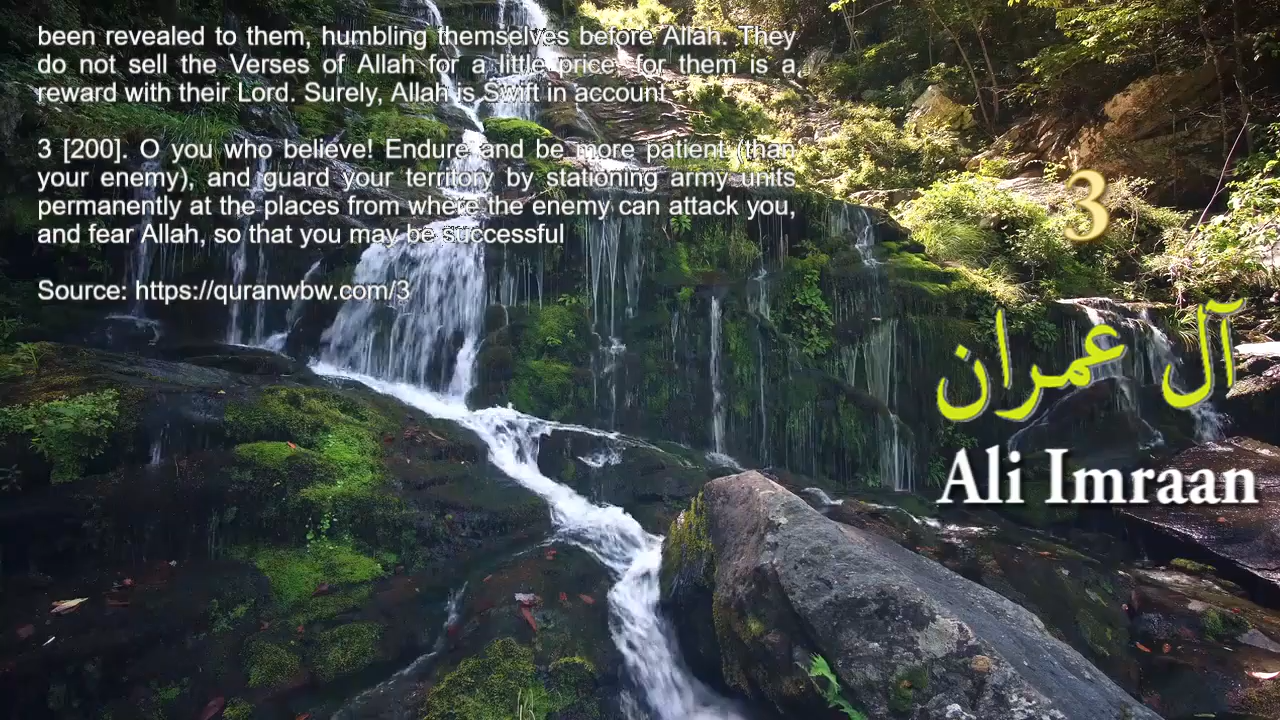 been revealed to them, humbling themselves before Allah. They
do not sell the Verses of Allah for a little price, for them is a
reward with their Lord. Surely, Allah is Swift in account.
3 [200]. O you who believe! Endure and be more patient (than
your enemy), and guard your territory by stationing army units
permanently at the places from where the enemy can attack you,
and fear Allah, so that you may be successful
Source: https://quranwbw.com/3
3
آل عمران
Ali Imraan